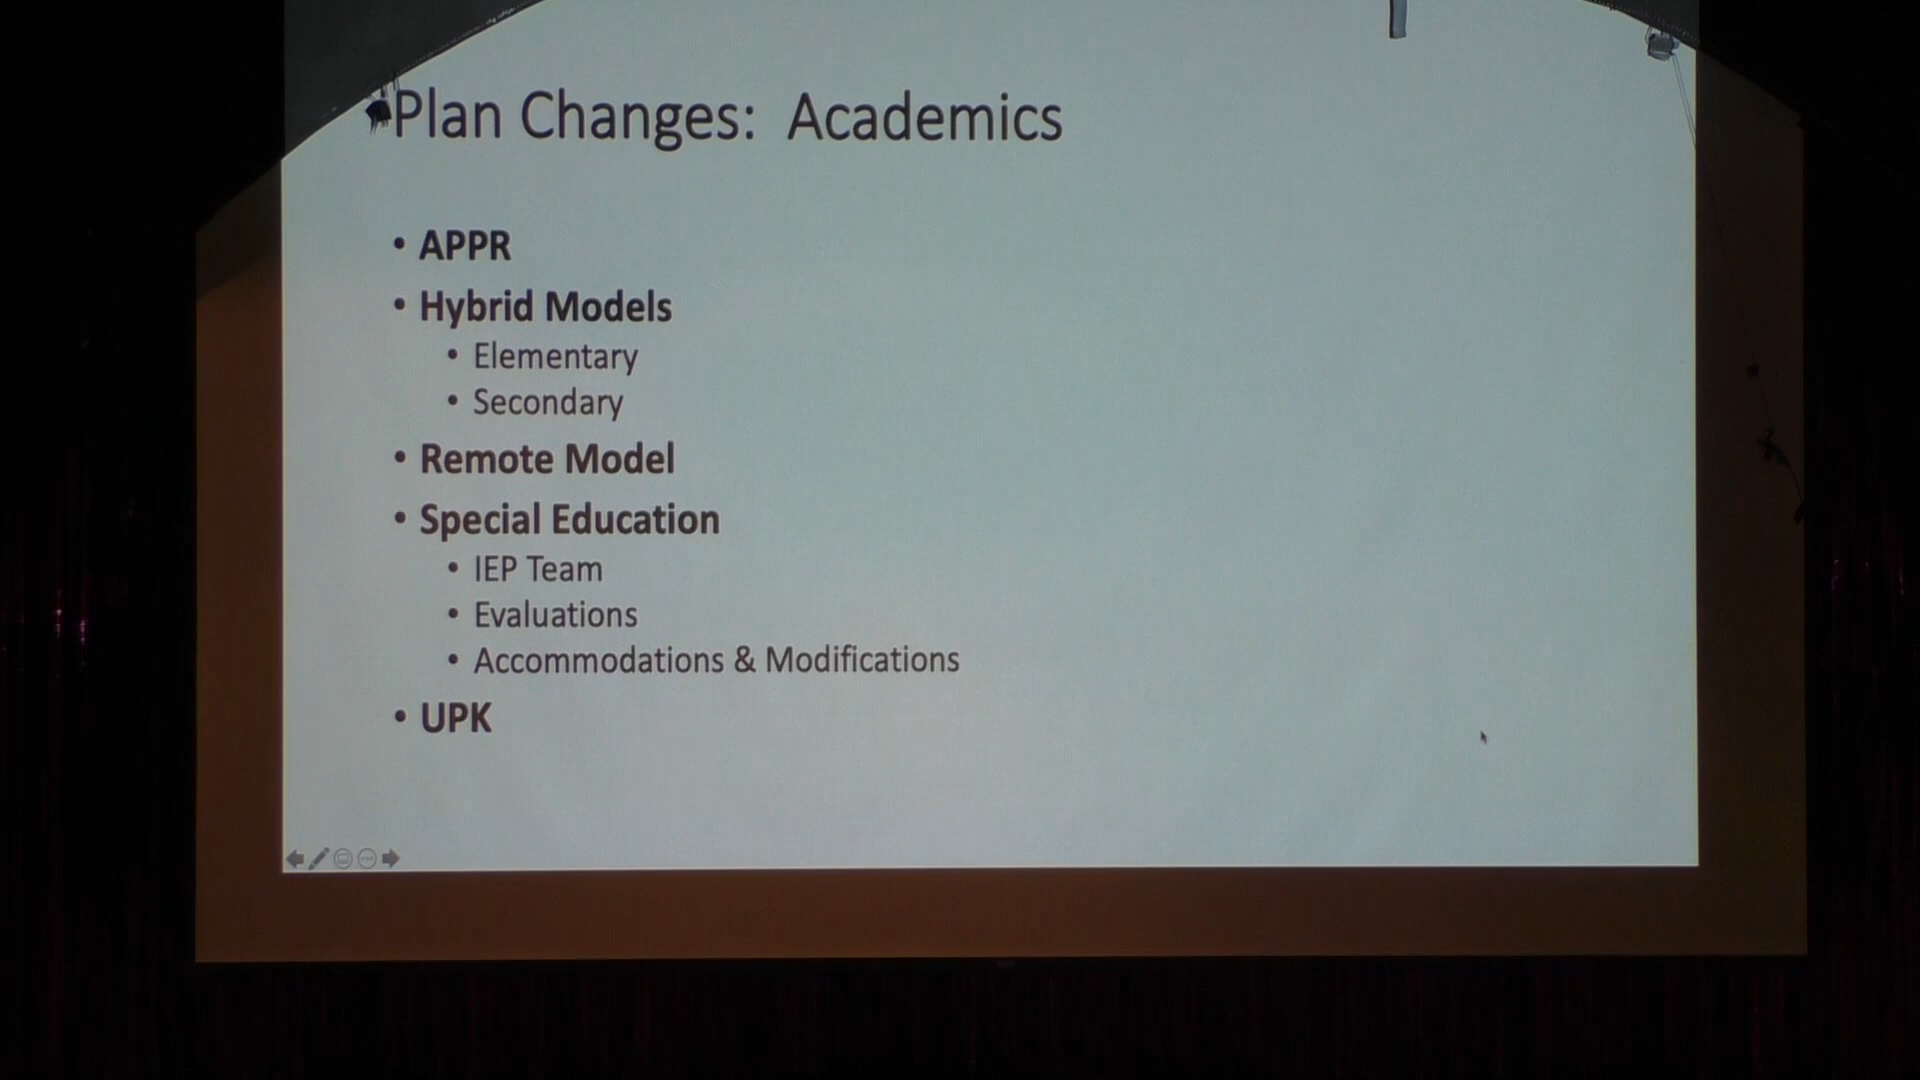 Plan Changes: Academics
• APPR
• Hybrid Models
• Elementary
• Secondary
• Remote Model
• Special Education
• IEP Team
• Evaluations
• Accommodations & Modifications
• UPK